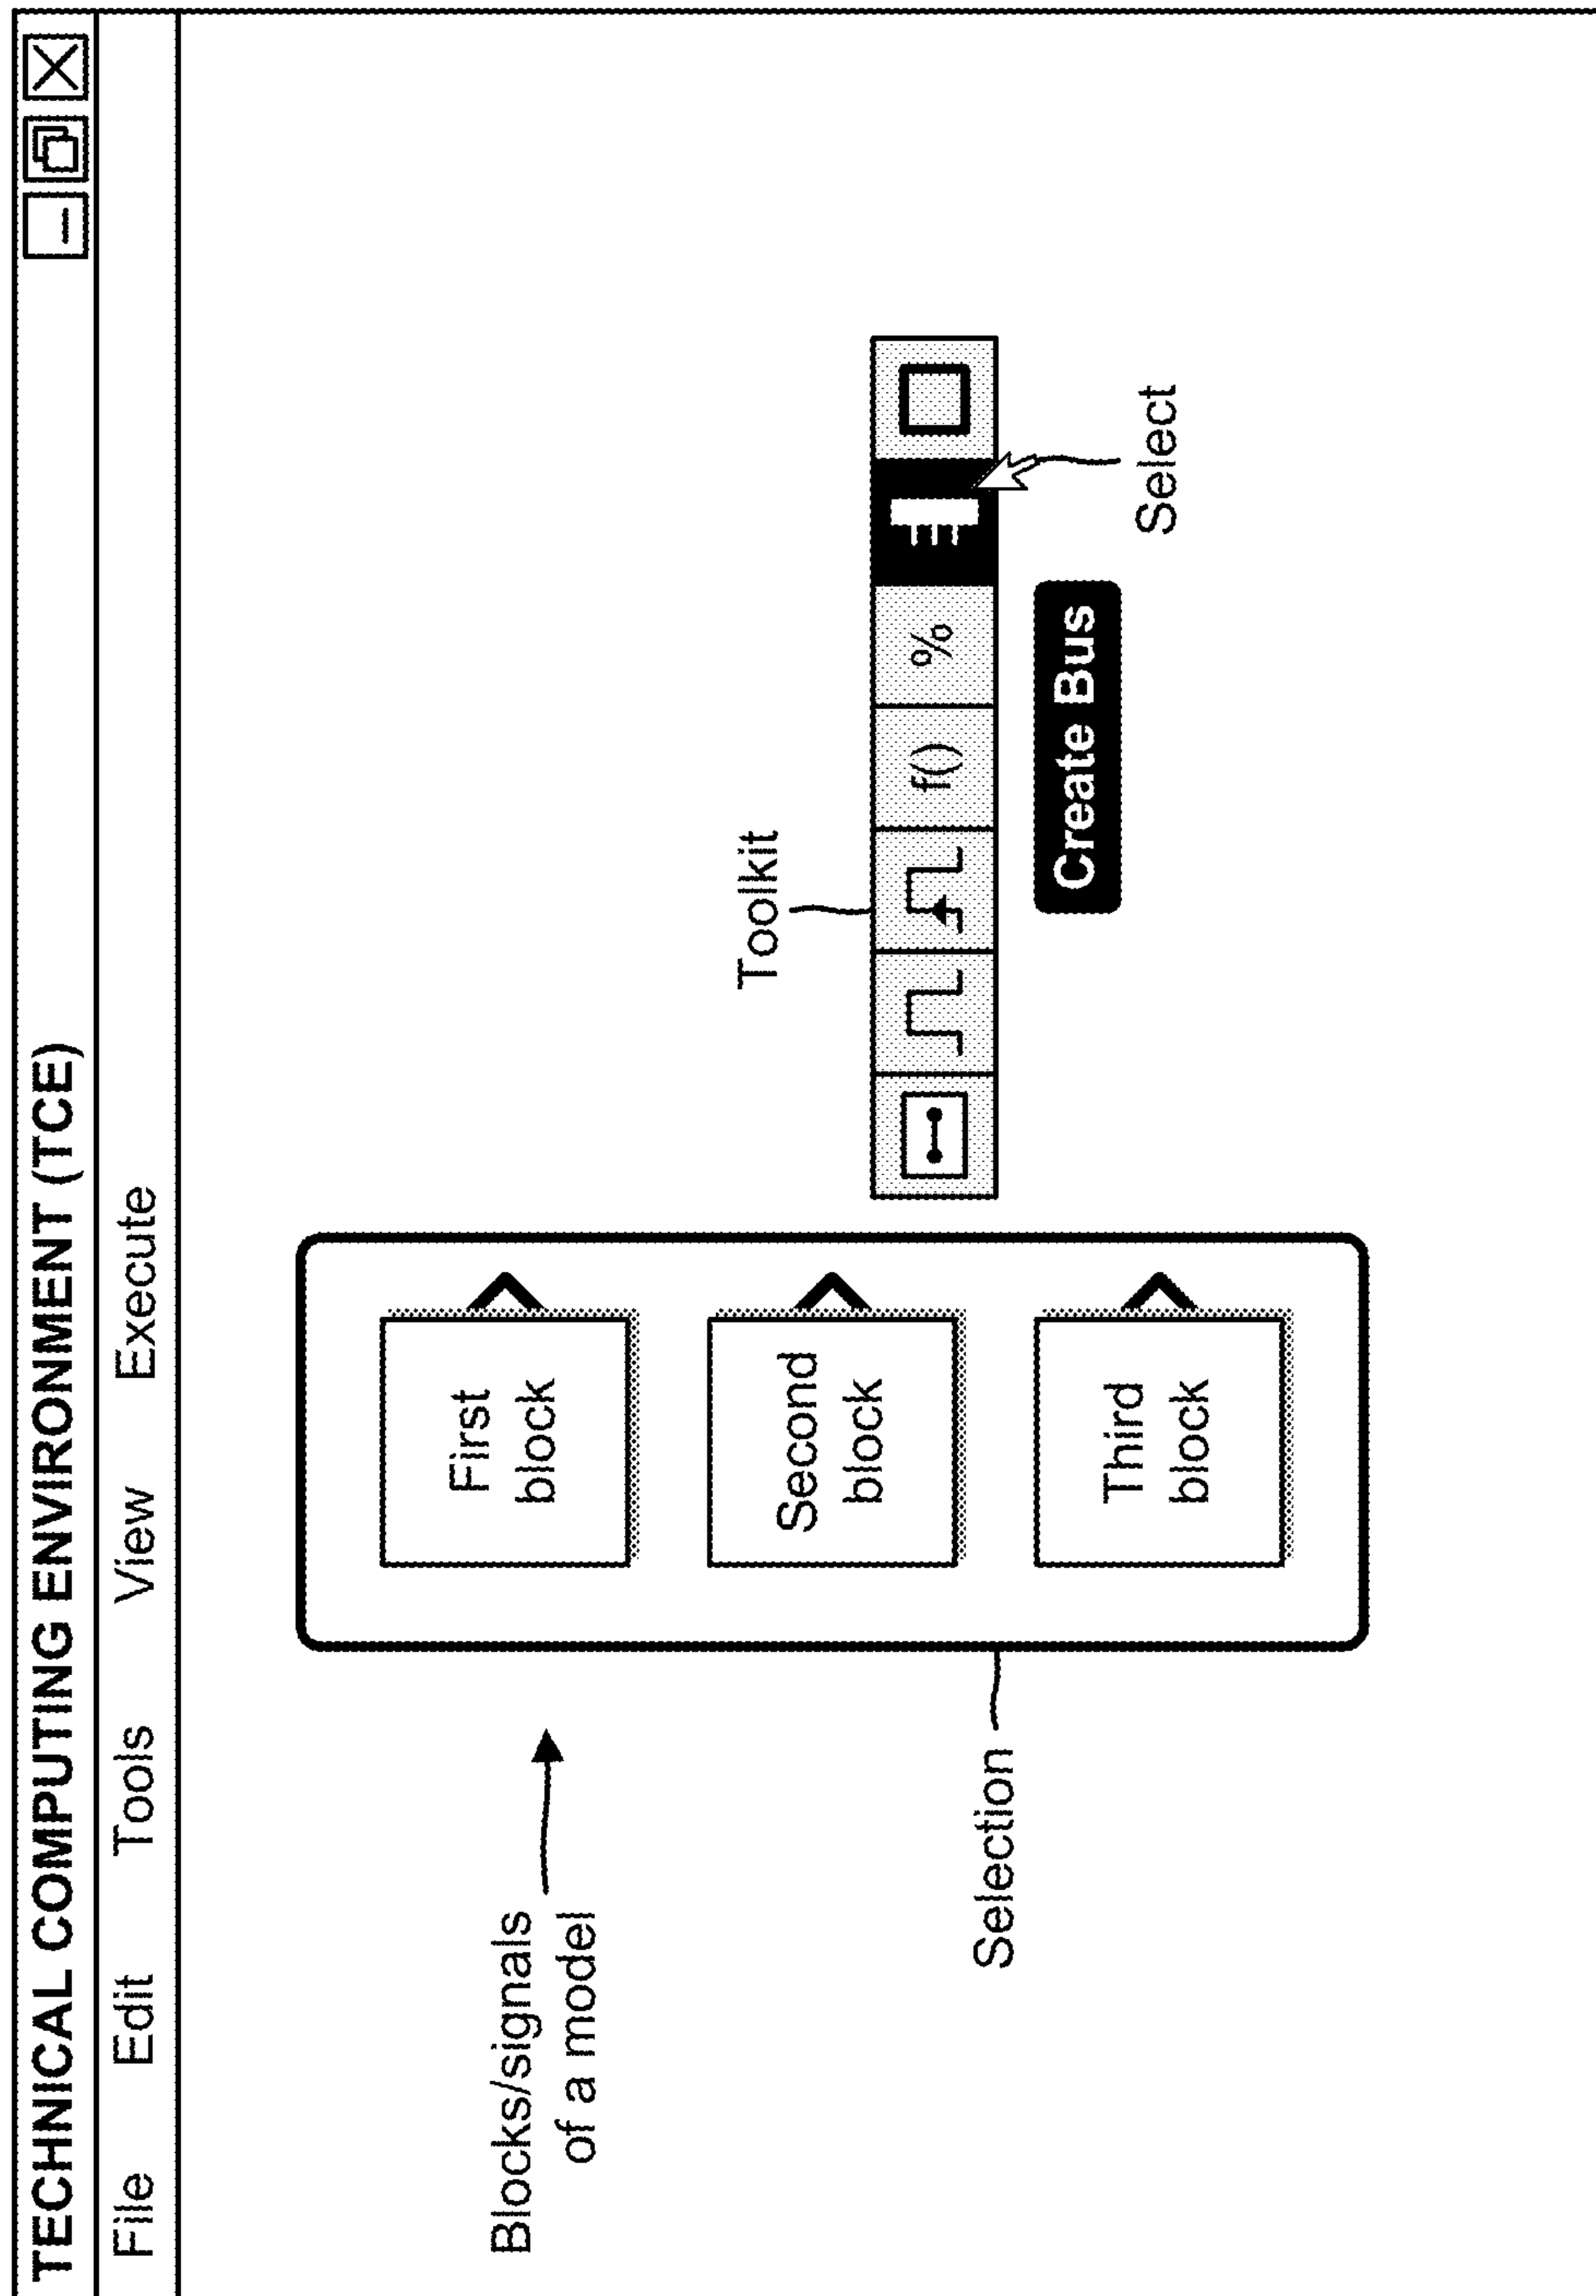 TECHNICAL COMPUTING ENVIRONMENT (TCE)
File Edit Tools View Execute
Blocks/signals
of a model
First
block
Second
block
Third
block
Selection
Toolkit
f()
%
Create Bus
Select